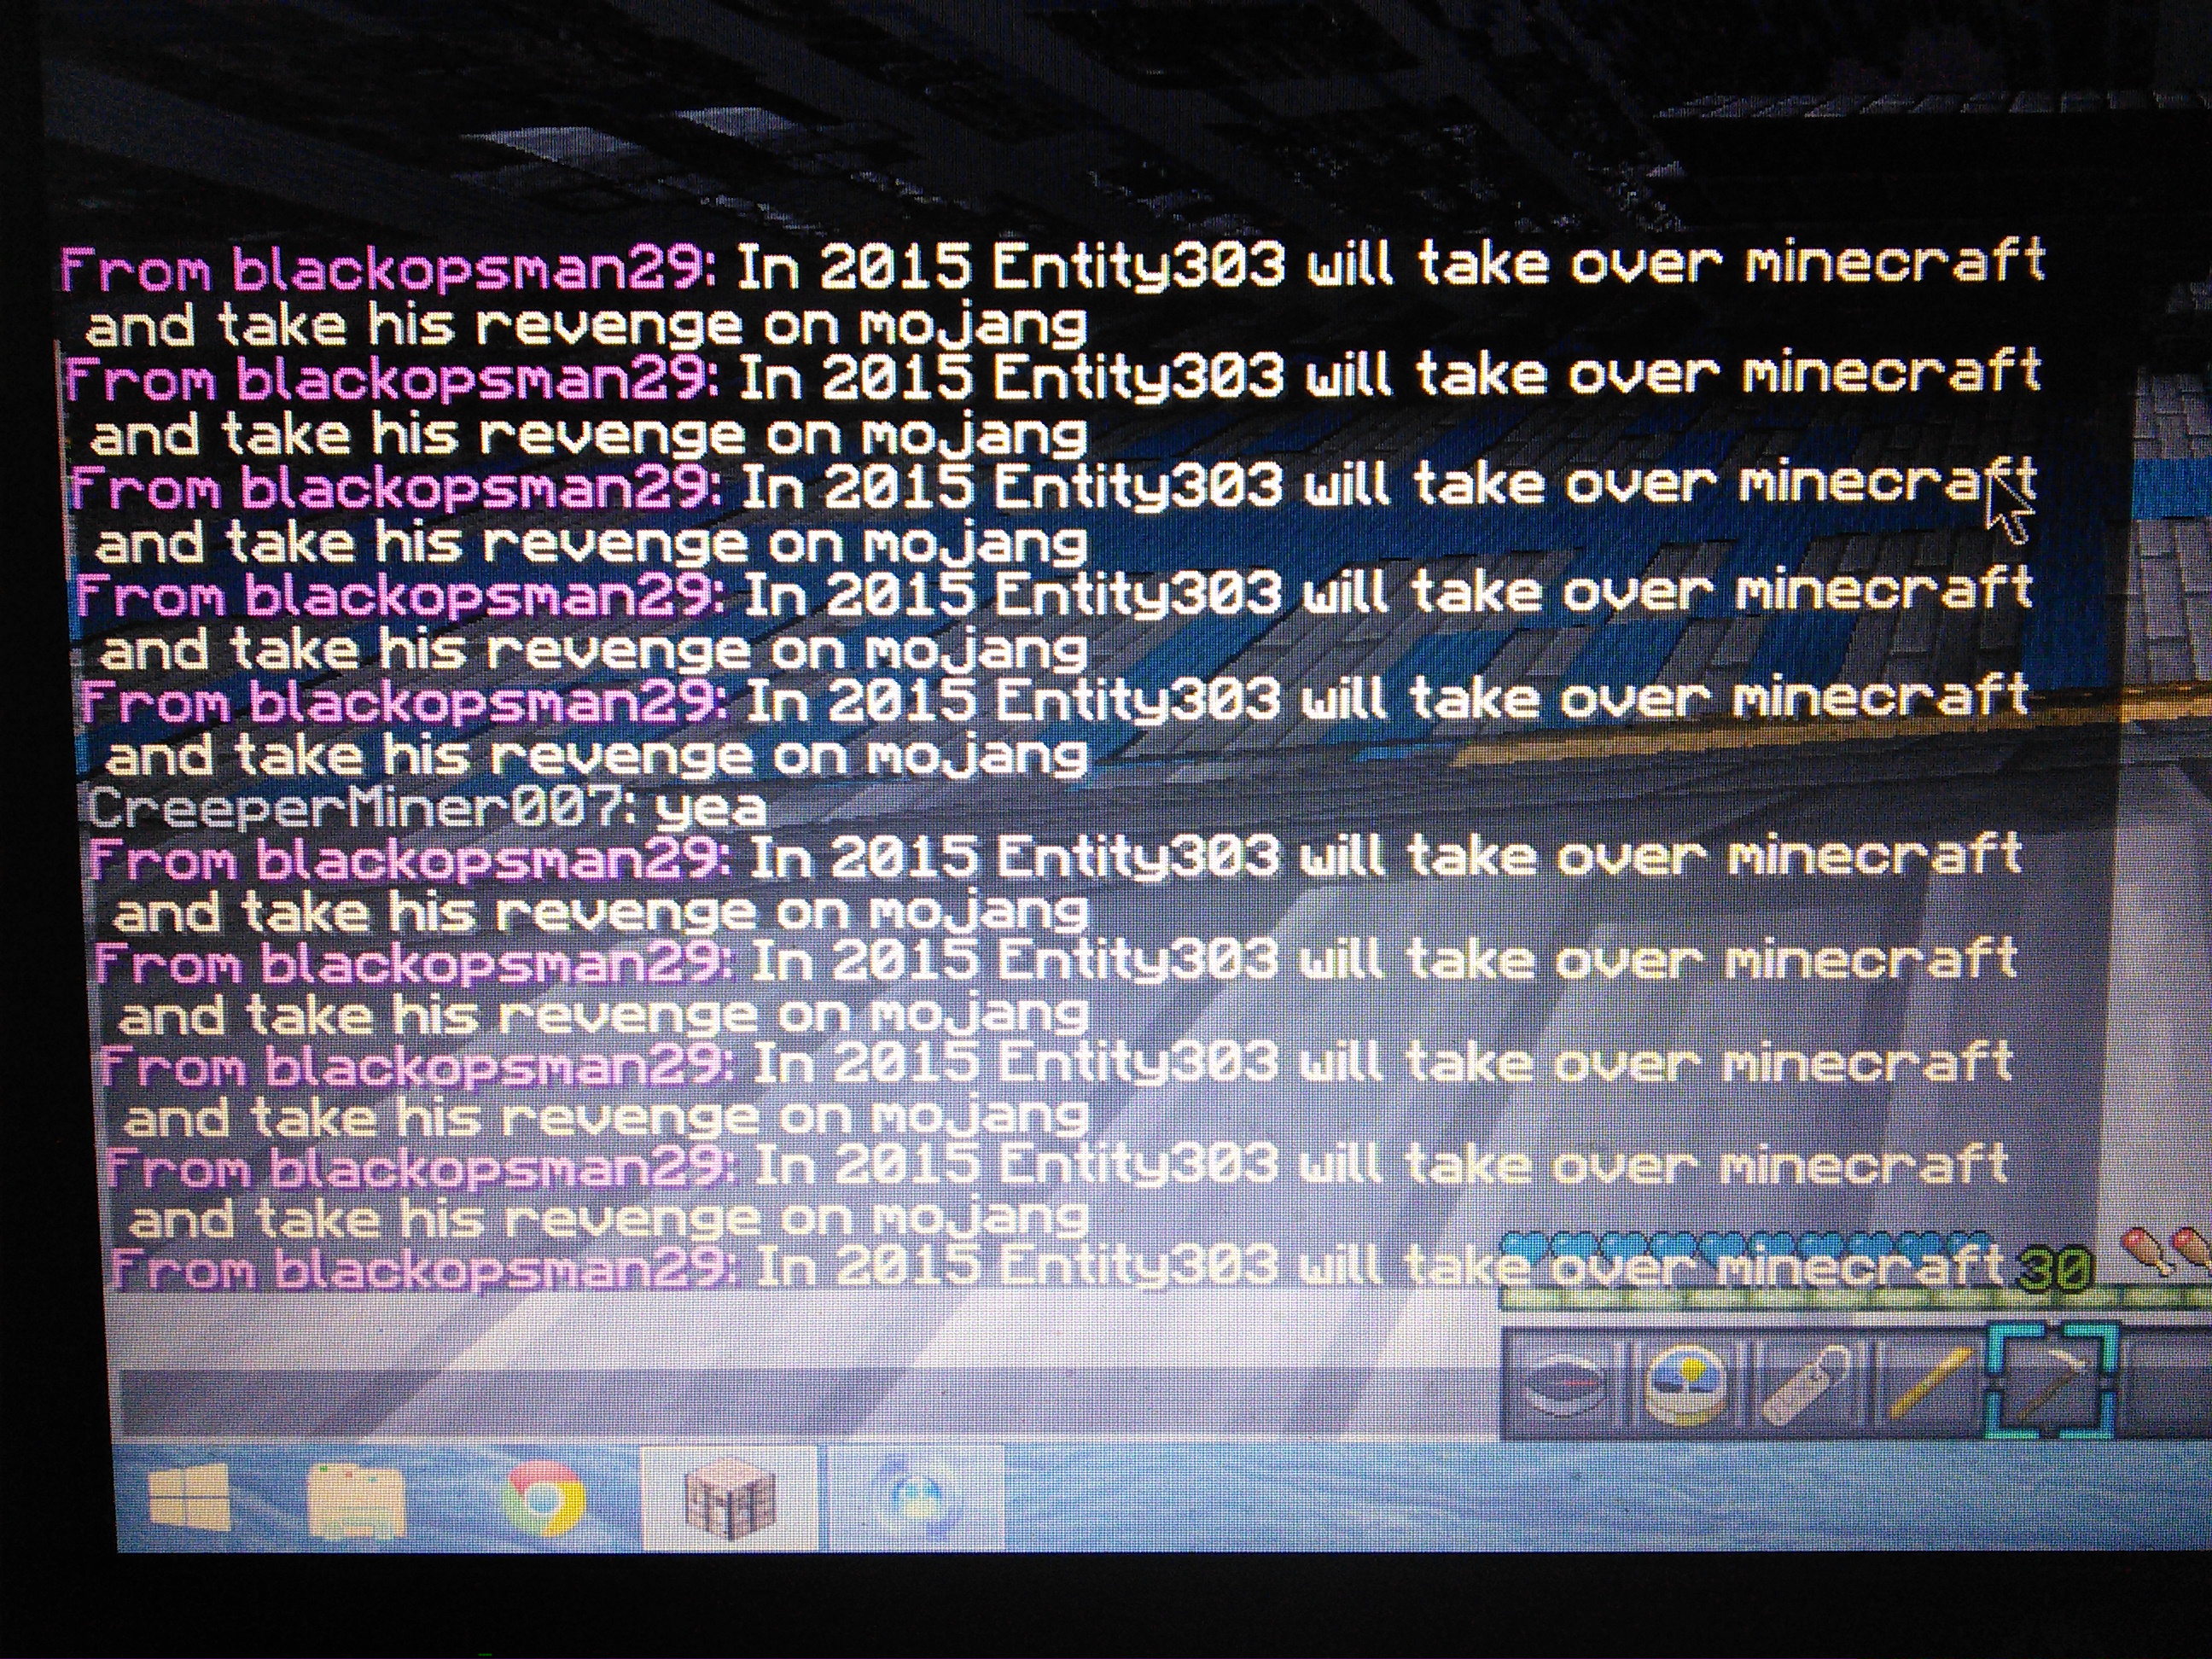 From blackopsman29: In 2015 Entity303 will take over minecraft
and take his revenge on mojang
From blackopsman29: In 2015 Entity303 will take over minecraft
and take his revenge on mojang
From blackopsman29: In 2015 Entity303 will take over minecraft
and take his revenge on mojang
From blackopsman29: In 2015 Entity303 will take over minecraft
and take his revenge on mojang
From blackopsman29: In 2015 Entity303 will take over minecraft
and take his revenge on mojang
CreeperMiner007: yea
From blackopsman29: In 2015 Entity303 will take over minecraft
and take his revenge on mojang
From blackopsman29: In 2015 Entity303 will take over minecraft
and take his revenge on mojang
From blackopsman29: In 2015 Entity303 will take over minecraft
and take his revenge on mojang
From blackopsman29: In 2015 Entity303 will take over minecraft
and take his revenge on mojang
From blackopsman29: In 2015 Entity303 will take over minecraft
30